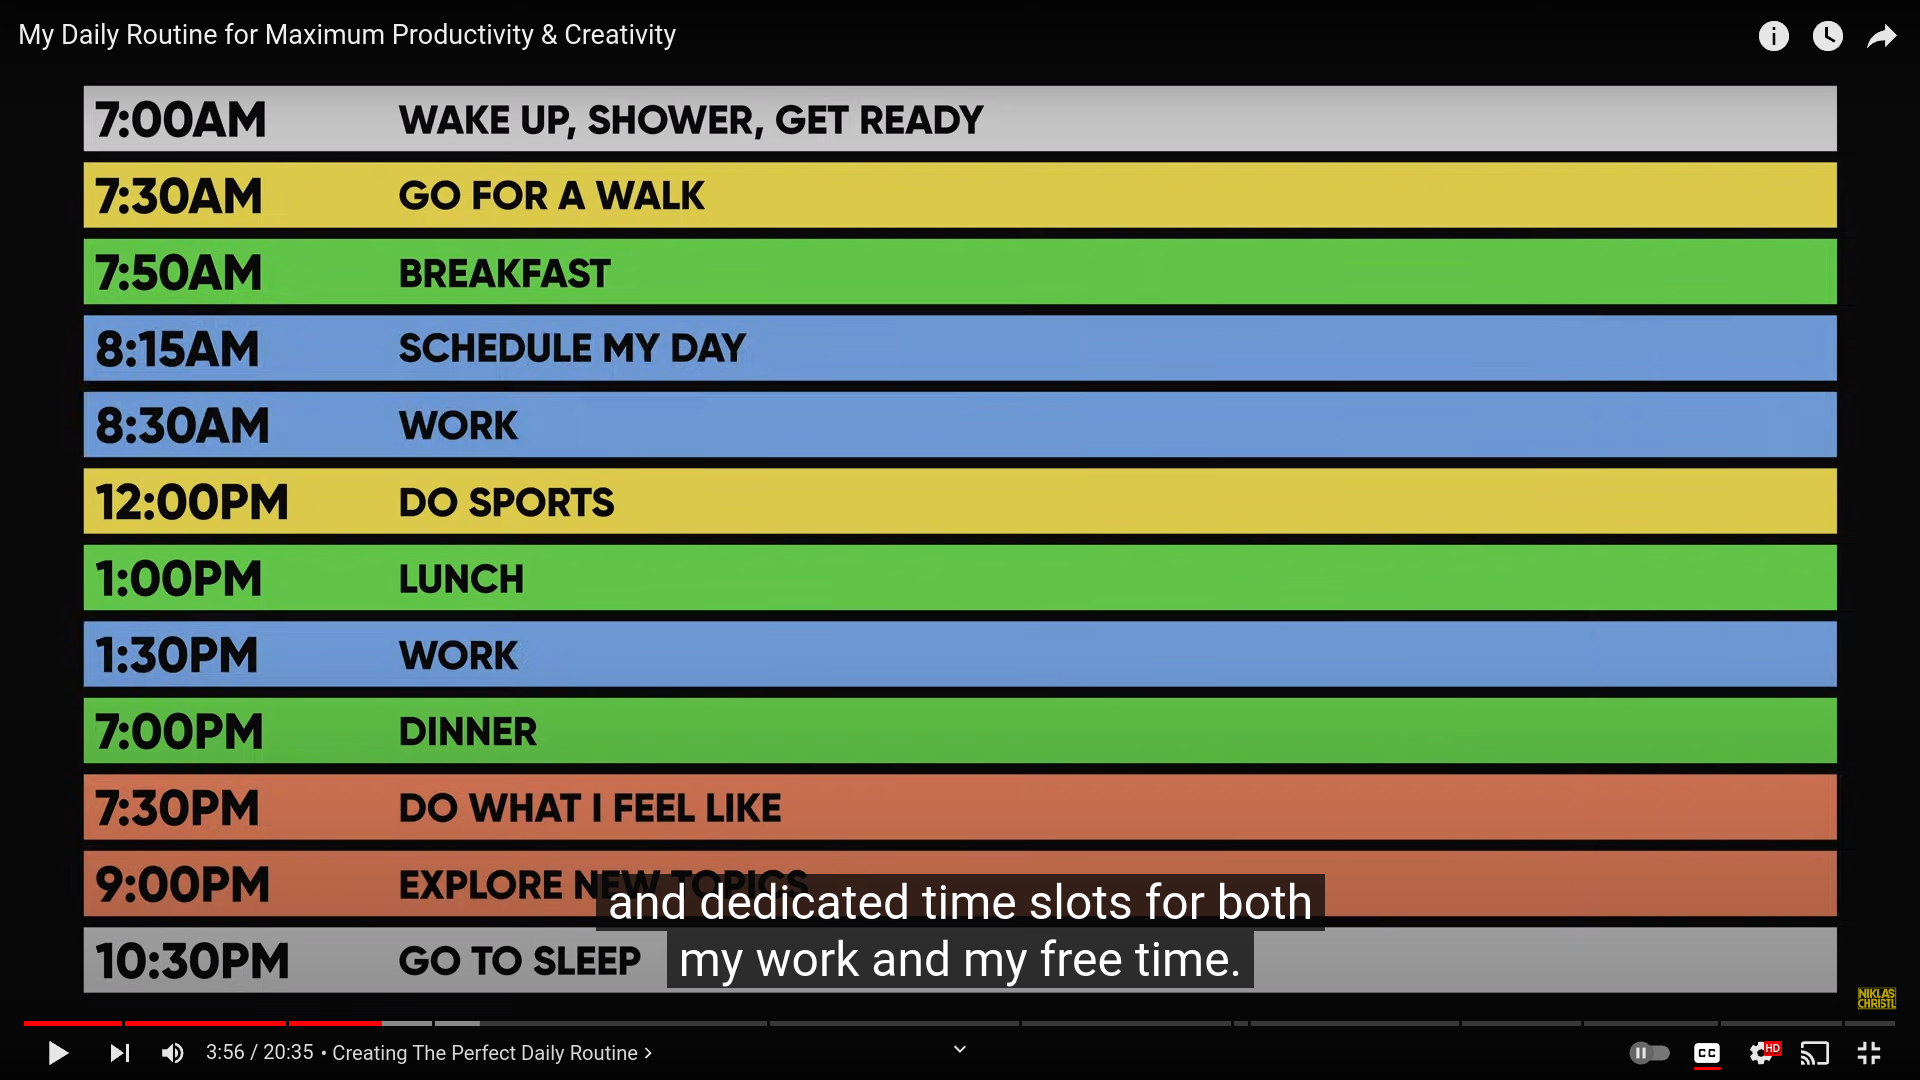 My Daily Routine for Maximum Productivity & Creativity
7:00AM WAKE UP, SHOWER, GET READY
7:30AM GO FOR A WALK
7:50AM BREAKFAST
8:15AM SCHEDULE MY DAY
8:30AM WORK
12:00PM DO SPORTS
1:00PM LUNCH
1:30PM WORK
7:00PM DINNER
7:30PM DO WHAT I FEEL LIKE
9:00PM EXPLORE NEW TOPICS
and dedicated time slots for both
10:30PM GO TO SLEEP
my work and my free time.
NIKLAS
CHRISTL
3:56 / 20:35 • Creating The Perfect Daily Routine >
CC
HD